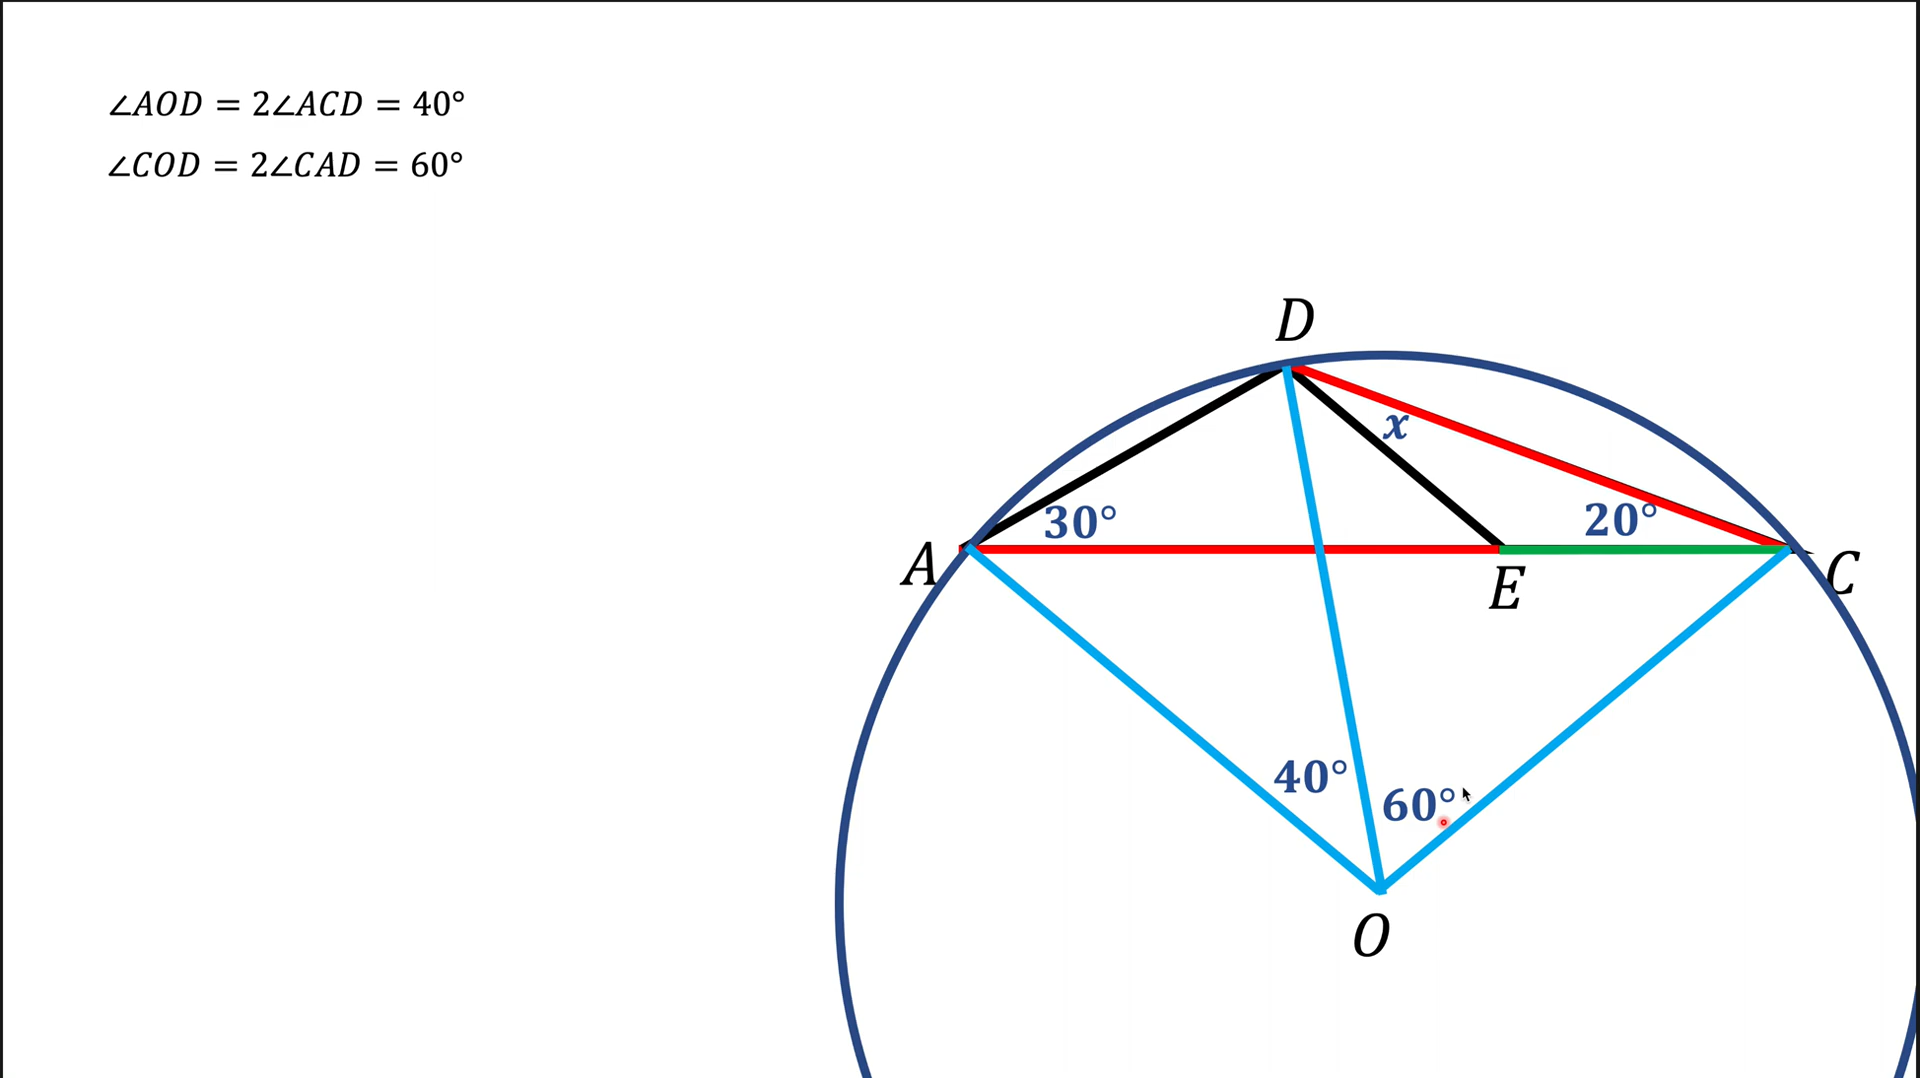 ∠AOD = 2∠ACD = 40°
∠COD = 2∠CAD = 60°
D
x
30°
20°
A
E
C
40°
60°
O